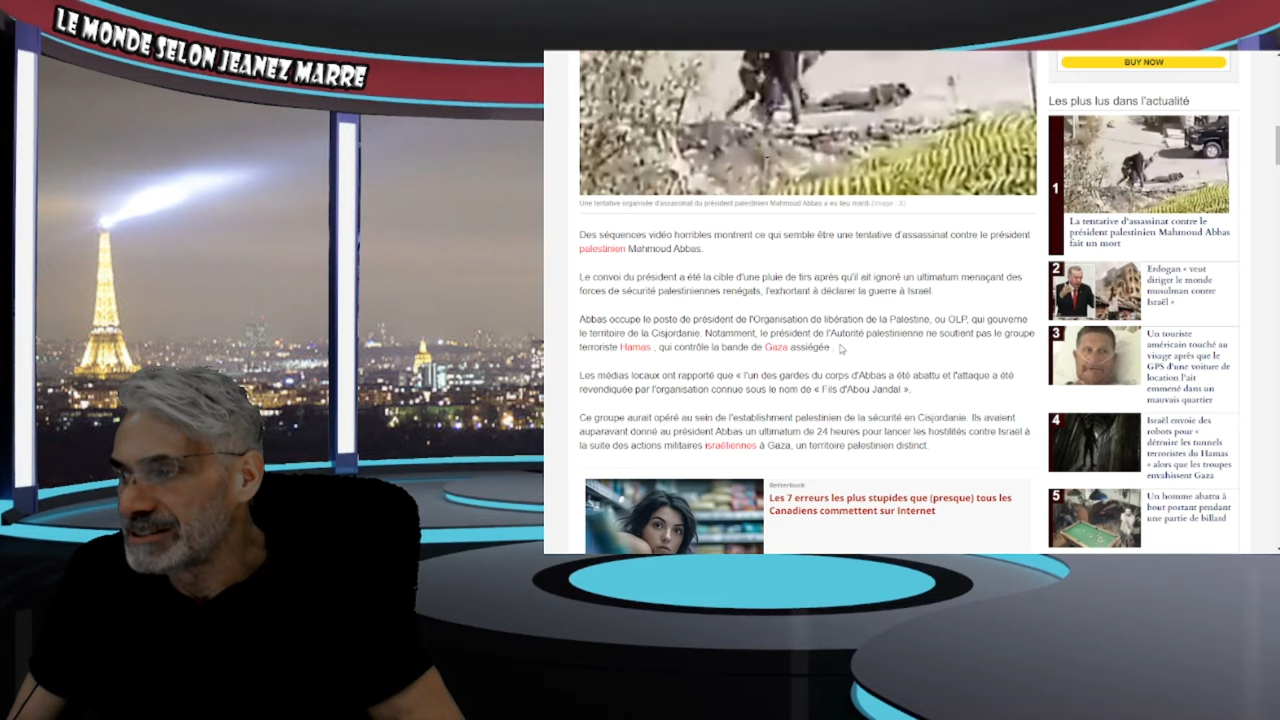 LE MONDE SELON JEANEZ MARRE
BUY NOW
Les plus lus dans l'actualité
Une tentative organisée d'assassinat du président palestinien Mahmoud Abbas a eu lieu mardi (Image : X)
Des séquences vidéo horribles montrent ce qui semble être une tentative d'assassinat contre le président
palestinien Mahmoud Abbas.
Le convoi du président a été la cible d'une pluie de tirs après qu'il ait ignoré un ultimatum menaçant des
forces de sécurité palestiniennes renégats, l'exhortant à déclarer la guerre à Israël.
Abbas occupe le poste de président de l'Organisation de libération de la Palestine, ou OLP, qui gouverne
le territoire de la Cisjordanie. Notamment, le président de l'Autorité palestinienne ne soutient pas le groupe
terroriste Hamas , qui contrôle la bande de Gaza assiégée .
Les médias locaux ont rapporté que « l'un des gardes du corps d'Abbas a été abattu et l'attaque a été
revendiquée par l'organisation connue sous le nom de « Fils d'Abou Jandal ».
Ce groupe aurait opéré au sein de l'establishment palestinien de la sécurité en Cisjordanie. Ils avaient
auparavant donné au président Abbas un ultimatum de 24 heures pour lancer les hostilités contre Israël à
la suite des actions militaires israéliennes à Gaza, un territoire palestinien distinct.
Betterbuck
Les 7 erreurs les plus stupides que (presque) tous les
Canadiens commettent sur Internet
1
La tentative d'assassinat contre le
président palestinien Mahmoud Abbas
fait un mort
2
Erdogan « veut
diriger le monde
musulman contre
Israël »
3
Un touriste
américain touché au
visage après que le
GPS d'une voiture de
location l'ait
emmené dans un
mauvais quartier
4
Israël envoie des
robots pour «
détruire les tunnels
terroristes du Hamas
» alors que les troupes
envahissent Gaza
5
Un homme abattu à
bout portant pendant
une partie de billard